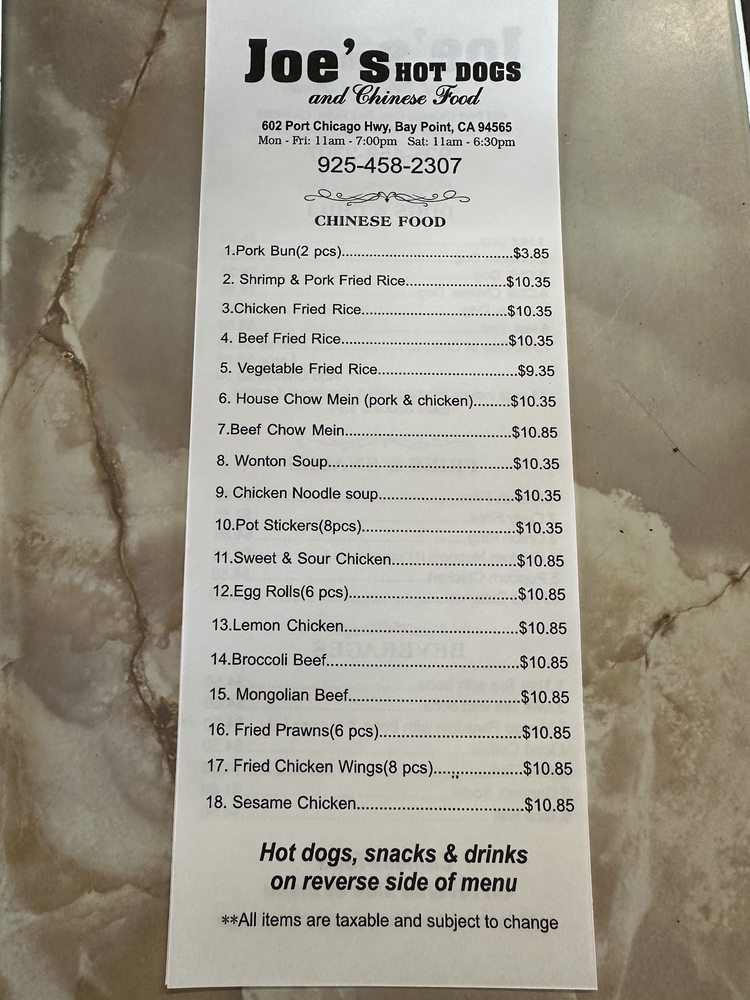 Joe's HOT DOGS
and Chinese Food
602 Port Chicago Hwy, Bay Point, CA 94565
Mon - Fri: 11am - 7:00pm Sat: 11am - 6:30pm
925-458-2307
CHINESE FOOD
1.Pork Bun(2 pcs)........................................$3.85
2. Shrimp & Pork Fried Rice.......................$10.35
3.Chicken Fried Rice..................................$10.35
4. Beef Fried Rice.......................................$10.35
5. Vegetable Fried Rice................................$9.35
6. House Chow Mein (pork & chicken).........$10.35
7.Beef Chow Mein.......................................$10.85
8. Wonton Soup...........................................$10.35
9. Chicken Noodle soup...............................$10.35
10.Pot Stickers(8pcs)...................................$10.35
11.Sweet & Sour Chicken.............................$10.85
12.Egg Rolls(6 pcs).......................................$10.85
13.Lemon Chicken........................................$10.85
14.Broccoli Beef............................................$10.85
15. Mongolian Beef.......................................$10.85
16. Fried Prawns(6 pcs)................................$10.85
17. Fried Chicken Wings(8 pcs)....................$10.85
18. Sesame Chicken......................................$10.85
Hot dogs, snacks & drinks
on reverse side of menu
**All items are taxable and subject to change